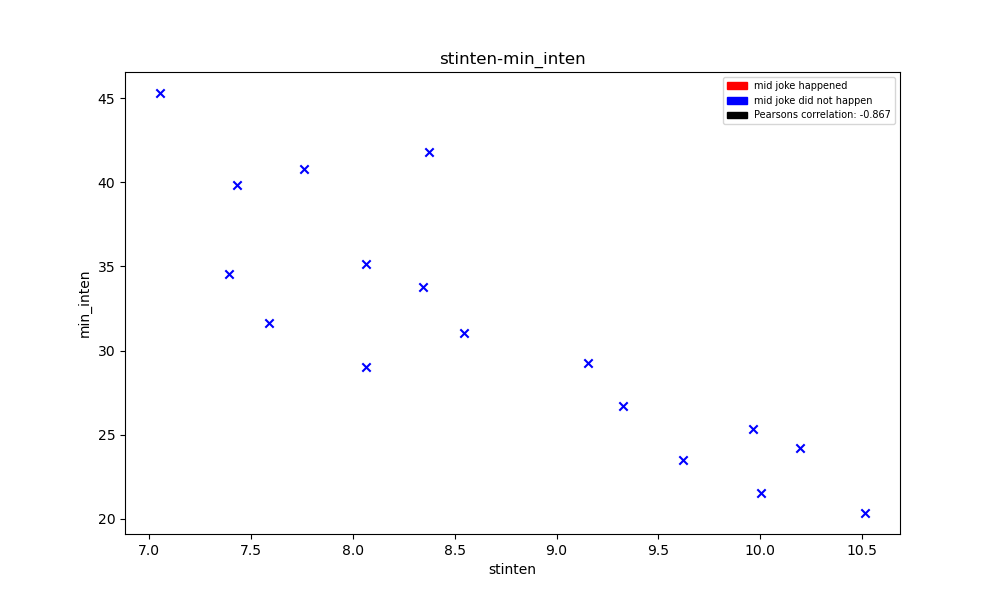 stinten-min_inten
mid joke happened
mid joke did not happen
Pearsons correlation: -0.867
45
40
35
30
25
20
min_inten
7.0 7.5 8.0 8.5 9.0 9.5 10.0 10.5
stinten